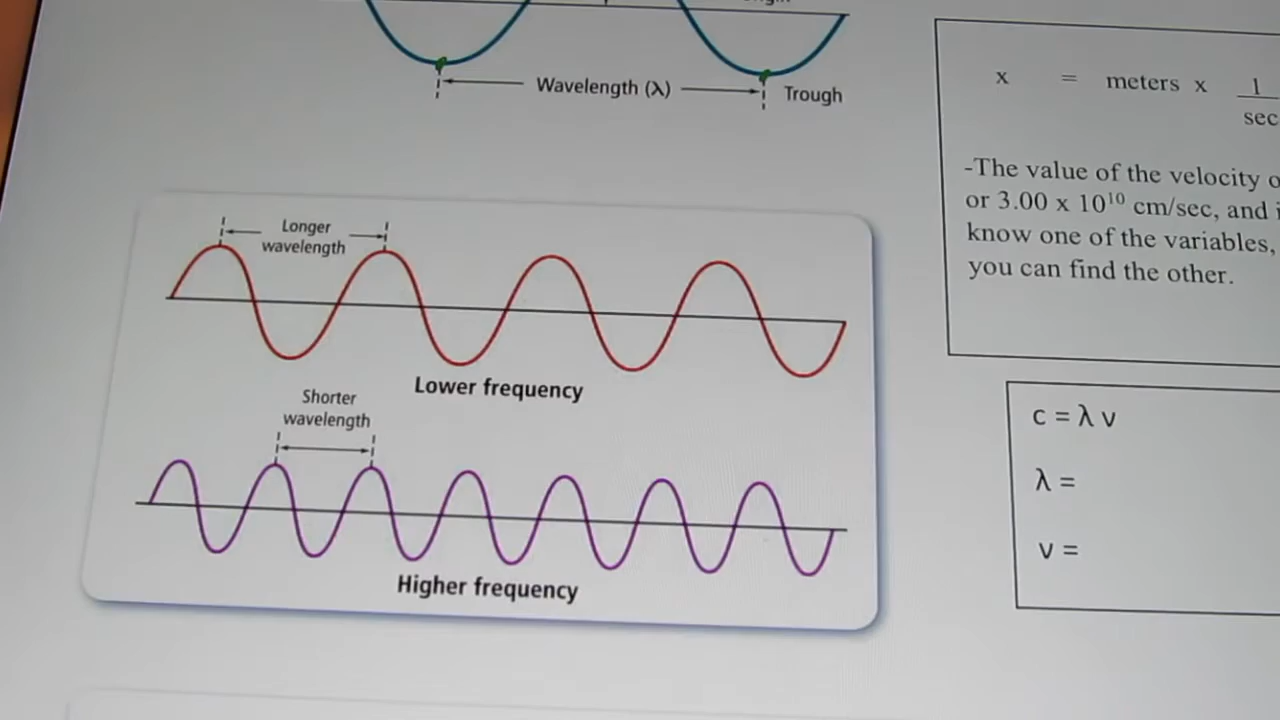 Wavelength (λ)
Trough
Longer
wavelength
Lower frequency
Shorter
wavelength
Higher frequency
x = meters x 1
sec
-The value of the velocity
or 3.00 x 10¹⁰ cm/sec, and
know one of the variables,
you can find the other.
c = λ ν
λ =
ν =